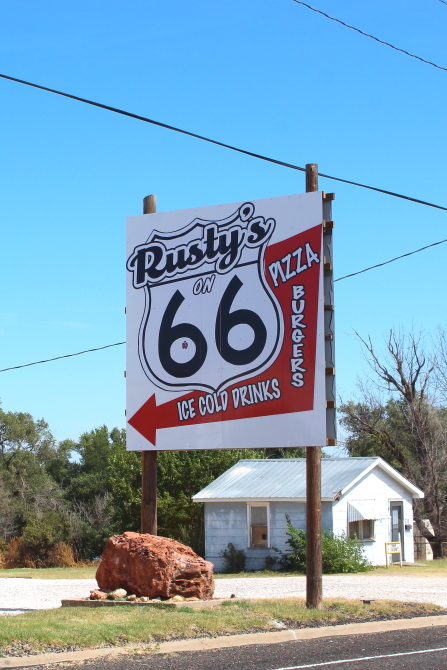 Rusty's
ON
66
PIZZA
BURGERS
ICE COLD DRINKS